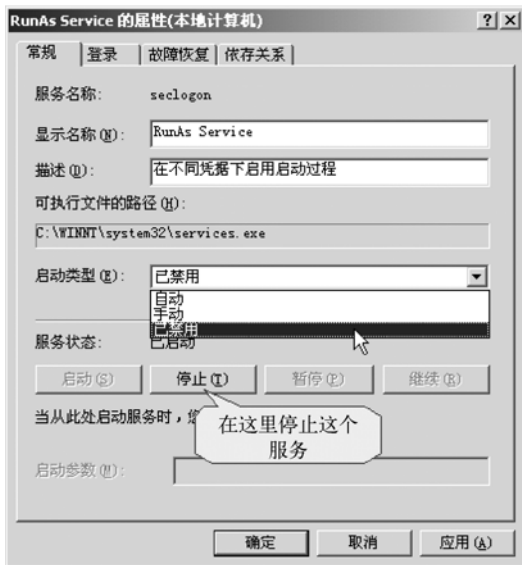 RunAs Service 的属性(本地计算机)
? ×
常规 登录 故障恢复 依存关系
服务名称: seclogon
显示名称(N): RunAs Service
描述(D): 在不同凭据下启用启动过程
可执行文件的路径(H):
C:\WINNT\system32\services.exe
启动类型(E): 已禁用
自动
手动
已禁用
服务状态: 已启动
启动(S) 停止(T) 暂停(P) 继续(R)
当从此处启动服务时，您
在这里停止这个
服务
启动参数(M):
确定 取消 应用(A)